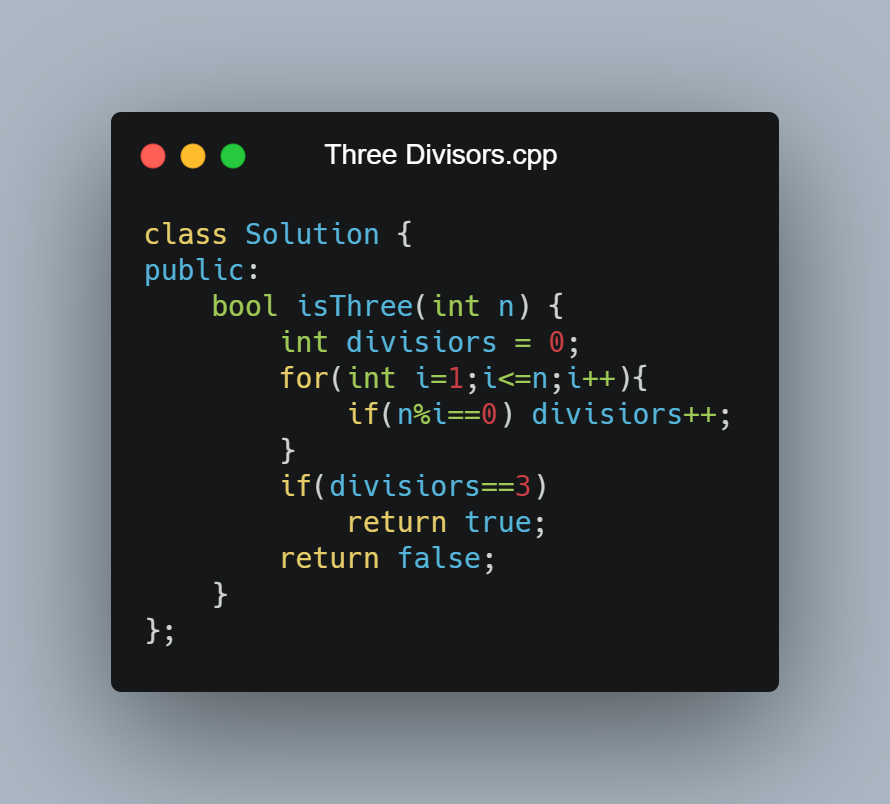 Three Divisors.cpp
class Solution {
public:
    bool isThree(int n) {
        int divisiors = 0;
        for(int i=1;i<=n;i++){
            if(n%i==0) divisiors++;
        }
        if(divisiors==3)
            return true;
        return false;
    }
};